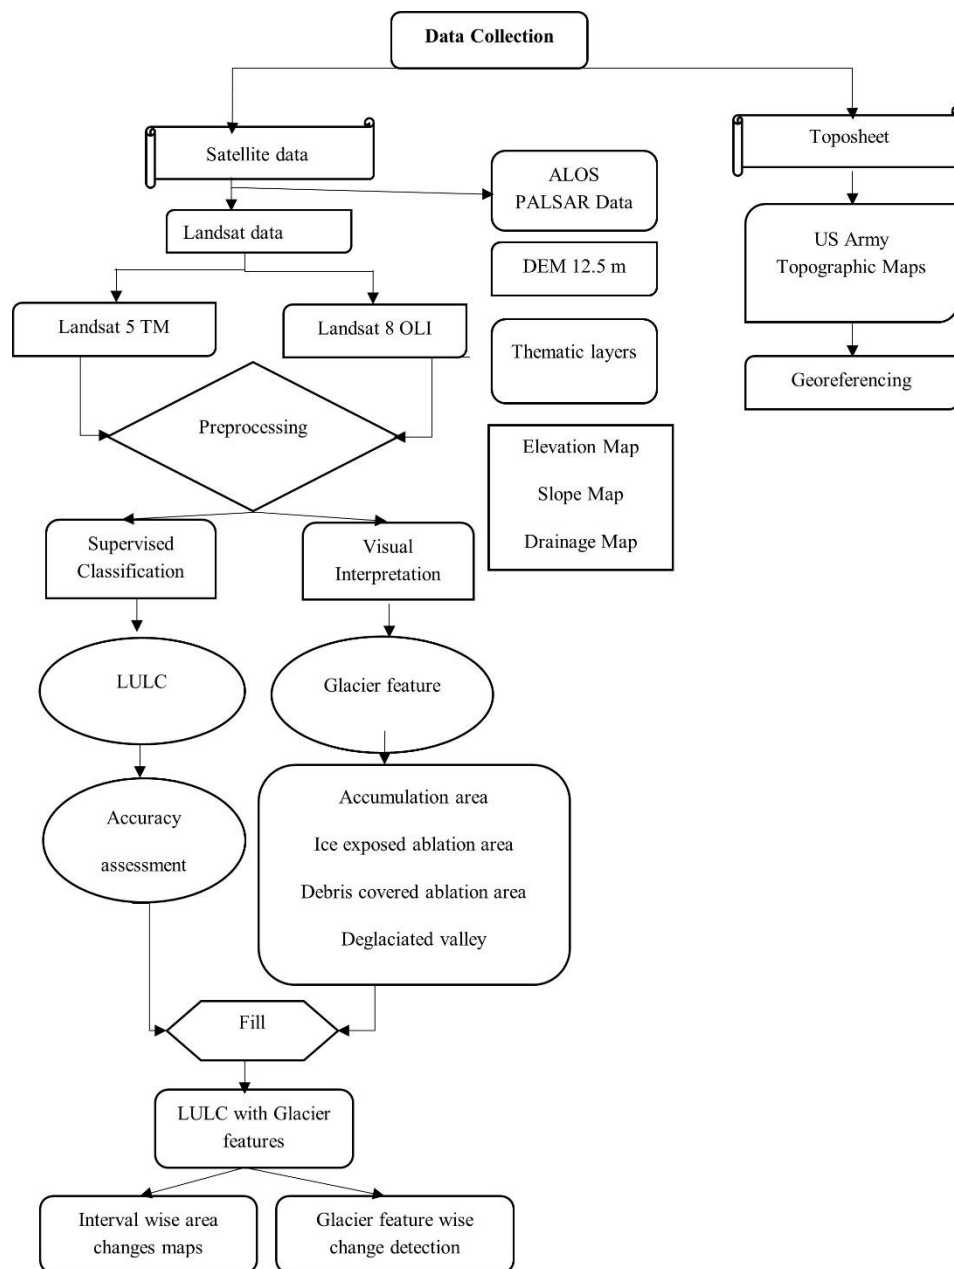 Data Collection
Satellite data
Toposheet
ALOS
PALSAR Data
Landsat data
US Army
Topographic Maps
DEM 12.5 m
Landsat 5 TM
Landsat 8 OLI
Thematic layers
Georeferencing
Preprocessing
Elevation Map
Slope Map
Drainage Map
Supervised
Classification
Visual
Interpretation
LULC
Glacier feature
Accuracy
assessment
Accumulation area
Ice exposed ablation area
Debris covered ablation area
Deglaciated valley
Fill
LULC with Glacier
features
Interval wise area
changes maps
Glacier feature wise
change detection